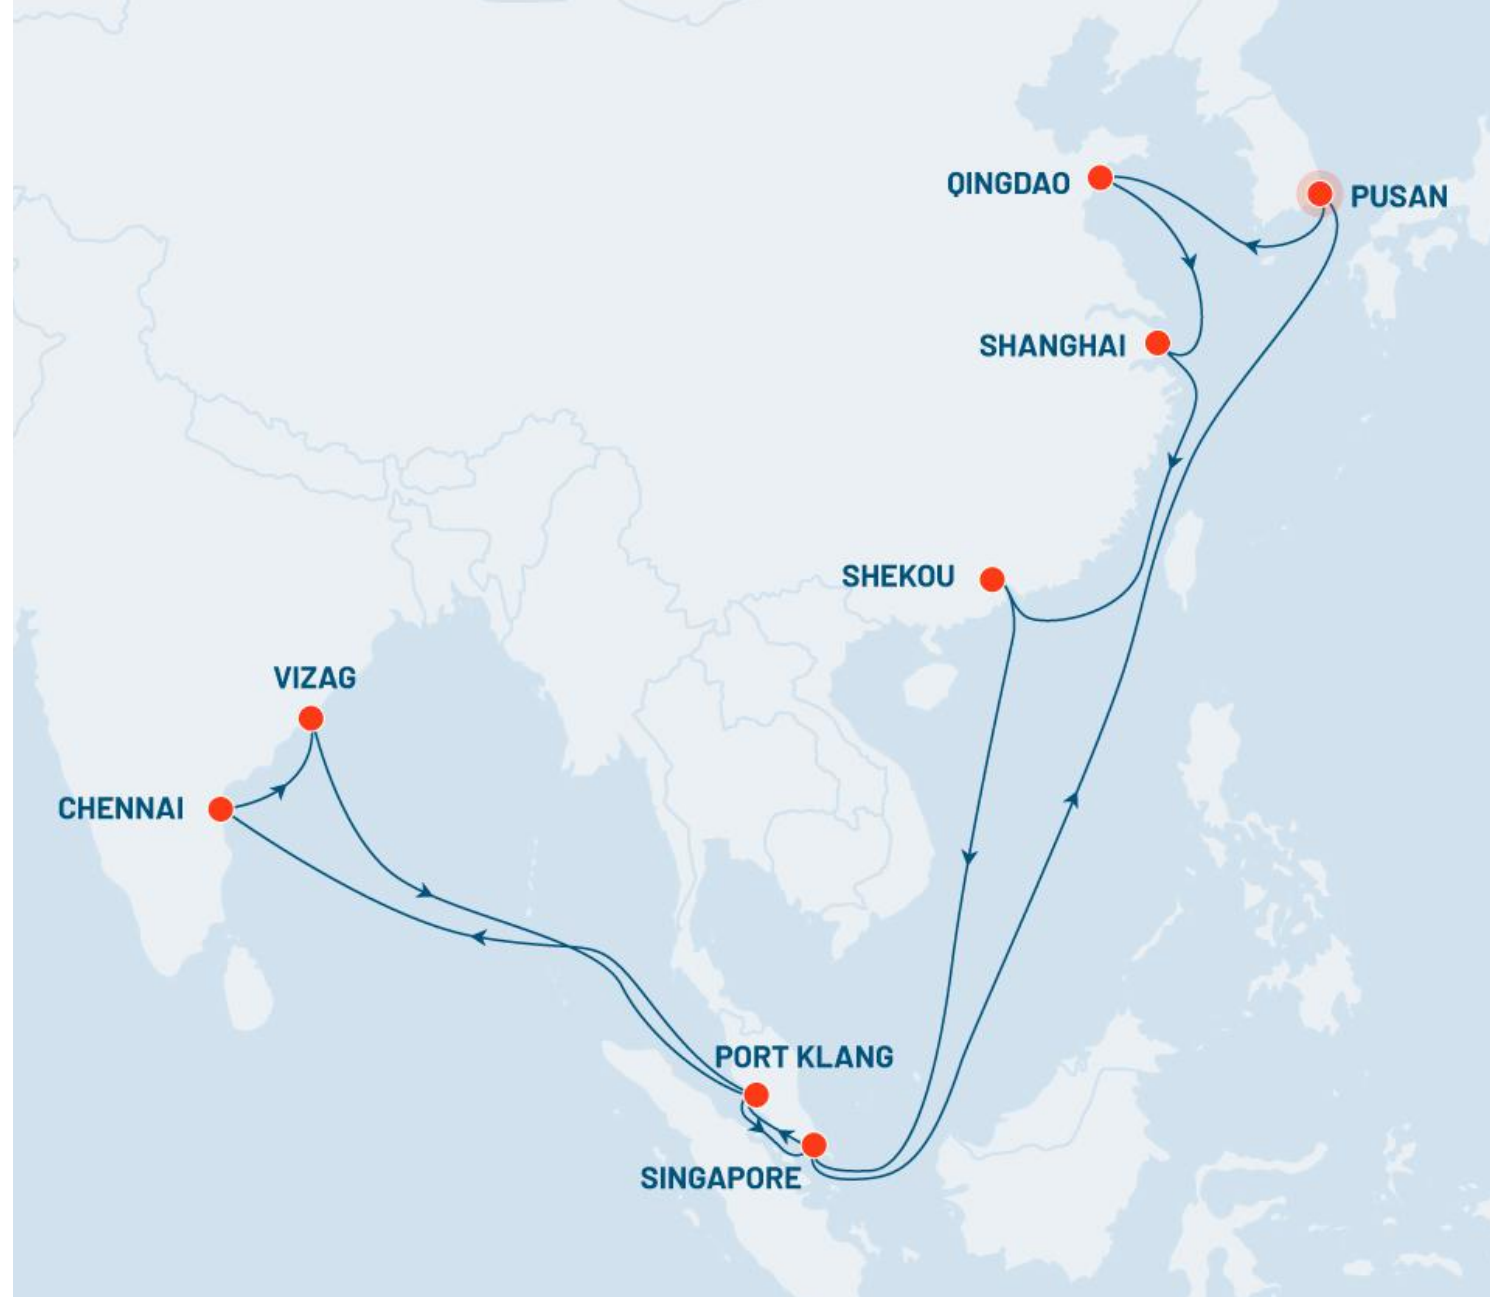 QINGDAO
PUSAN
SHANGHAI
SHEKOU
VIZAG
CHENNAI
PORT KLANG
SINGAPORE